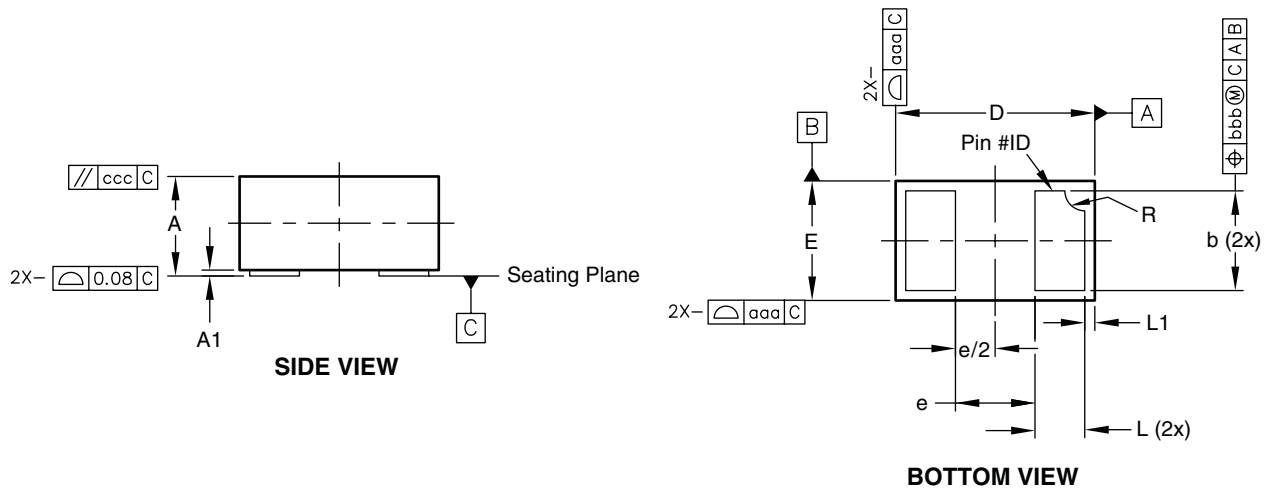 // ccc C
A
2X- ⌓ 0.08 C
A1
Seating Plane
C
SIDE VIEW
2X- ⌓ aaa C
D
A
B
Pin #ID
⌖ bbb Ⓜ C A B
E
R
b (2x)
2X- ⌓ aaa C
L1
e/2
e
L (2x)
BOTTOM VIEW